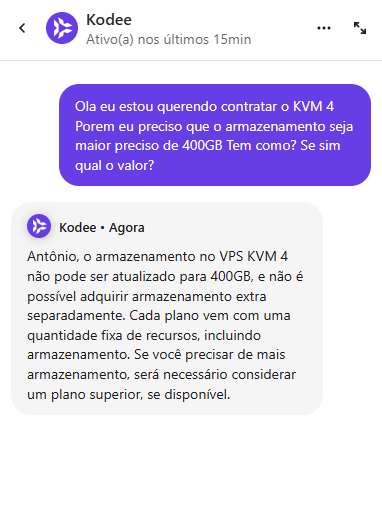 Kodee
Ativo(a) nos últimos 15min
Ola eu estou querendo contratar o KVM 4
Porem eu preciso que o armazenamento seja
maior preciso de 400GB Tem como? Se sim
qual o valor?
Kodee • Agora
Antônio, o armazenamento no VPS KVM 4
não pode ser atualizado para 400GB, e não é
possível adquirir armazenamento extra
separadamente. Cada plano vem com uma
quantidade fixa de recursos, incluindo
armazenamento. Se você precisar de mais
armazenamento, será necessário considerar
um plano superior, se disponível.